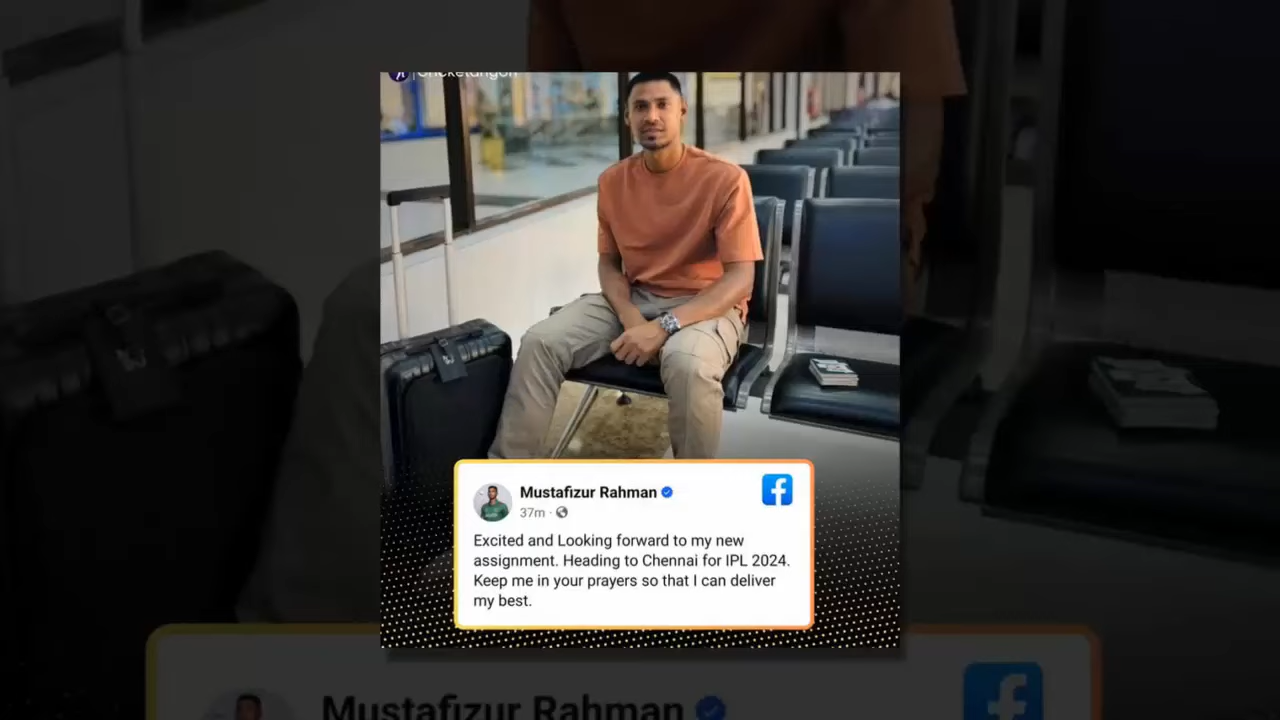 Cricketangon
Mustafizur Rahman
37m ·
Excited and Looking forward to my new
assignment. Heading to Chennai for IPL 2024.
Keep me in your prayers so that I can deliver
my best.
Mustafizur Rahman